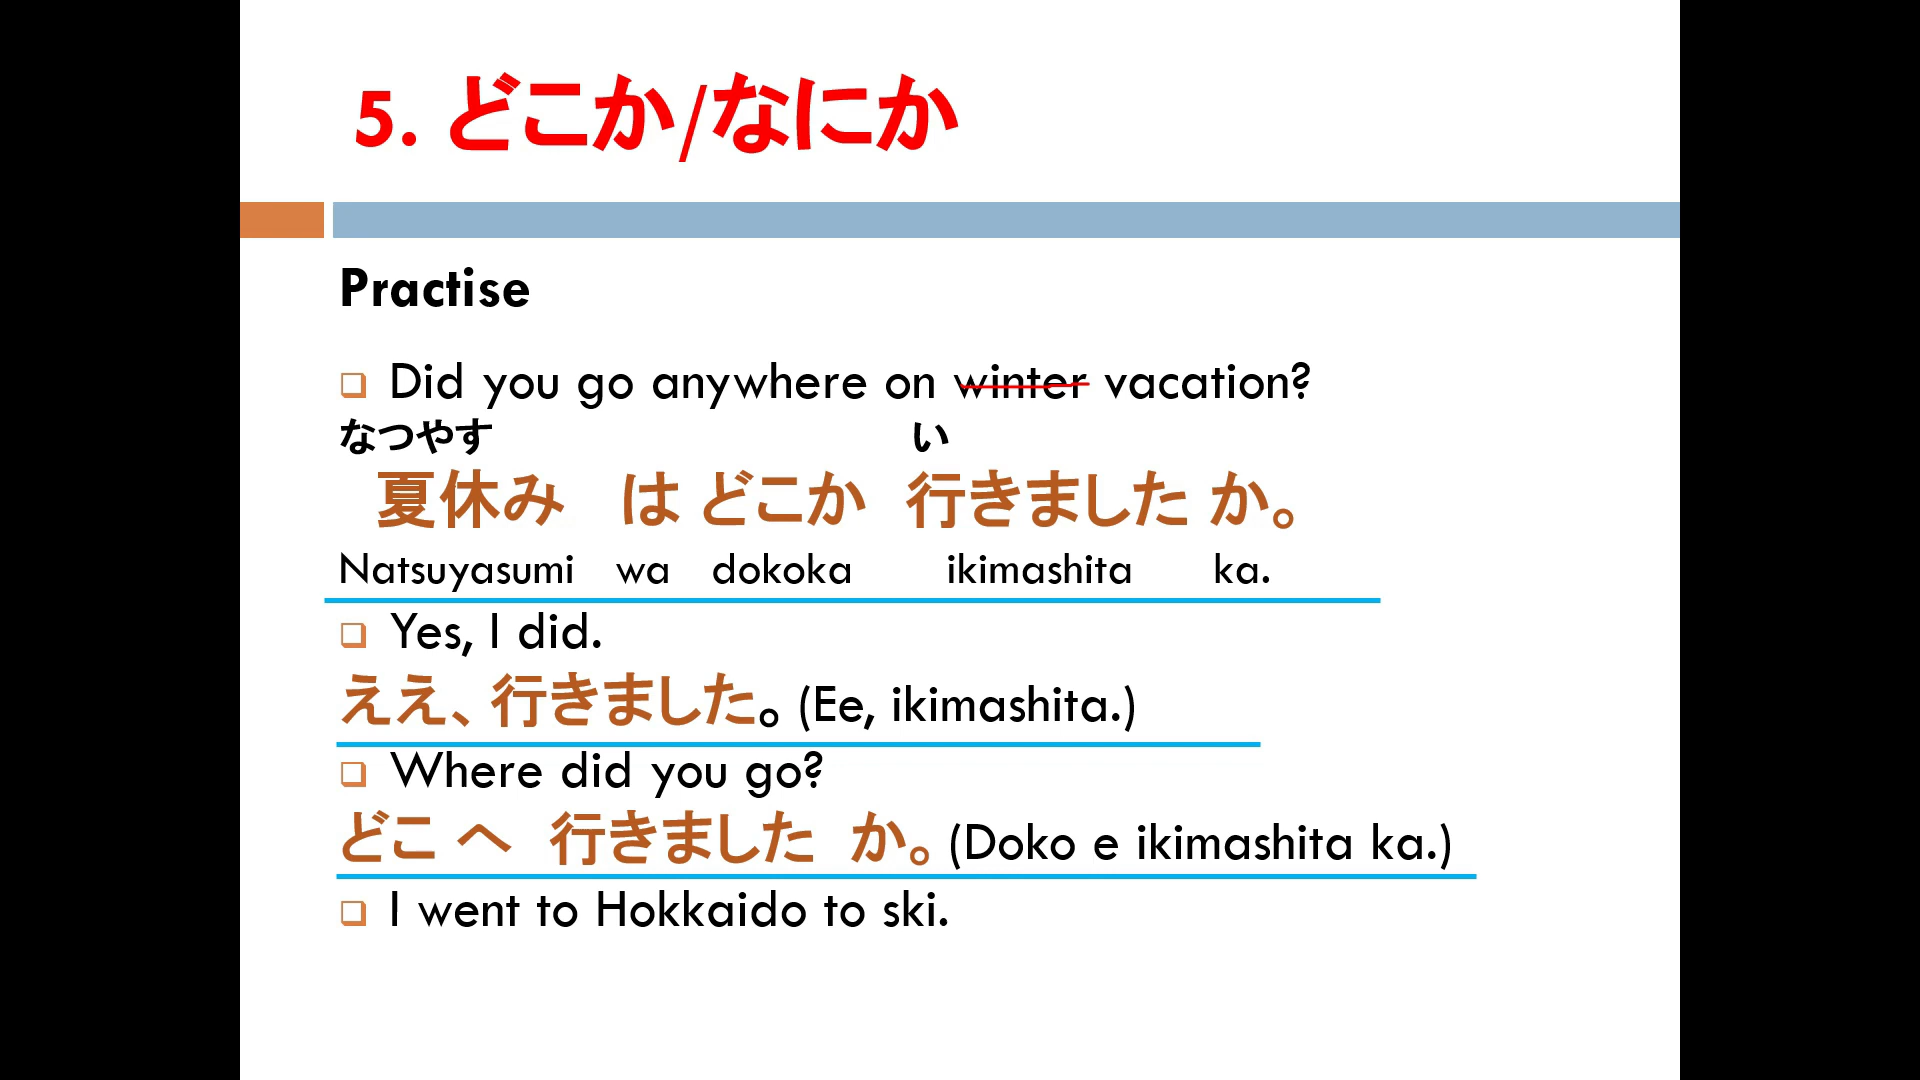 5. どこか/なにか
Practise
Did you go anywhere on winter vacation?
なつやす　い
夏休み　は どこか　行きました か。
Natsuyasumi wa dokoka ikimashita ka.
Yes, I did.
ええ、行きました。(Ee, ikimashita.)
Where did you go?
どこ へ　行きました　か。(Doko e ikimashita ka.)
I went to Hokkaido to ski.